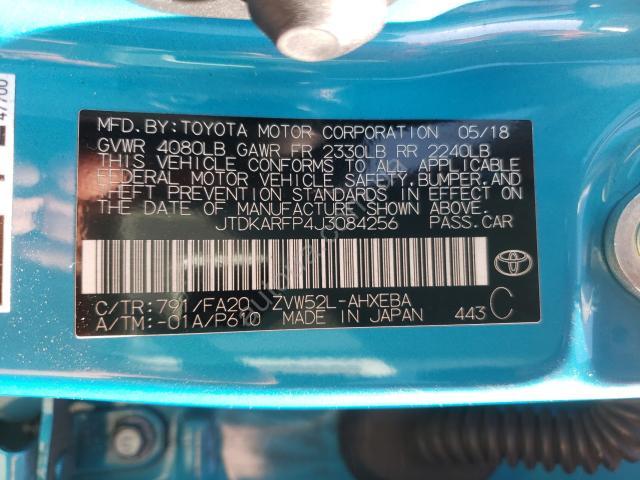 MFD.BY:TOYOTA MOTOR CORPORATION 05/18
GVWR 4080LB GAWR FR 2330LB RR 2240LB
THIS VEHICLE CONFORMS TO ALL APPLICABLE
FEDERAL MOTOR VEHICLE SAFETY,BUMPER,AND
THEFT PREVENTION STANDARDS IN EFFECT ON
THE DATE OF MANUFACTURE SHOWN ABOVE.
JTDKARFP4J3084256 PASS.CAR
C/TR:791/FA20 ZVW52L-AHXEBA
A/TM:-01A/P610 MADE IN JAPAN 443 C
47700